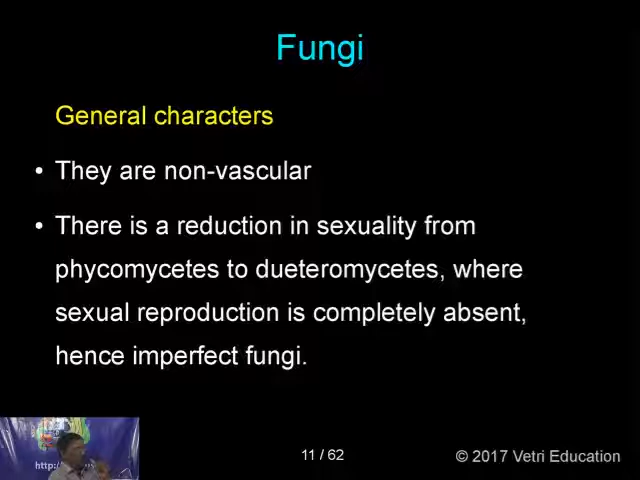 Fungi
General characters
• They are non-vascular
• There is a reduction in sexuality from
phycomycetes to dueteromycetes, where
sexual reproduction is completely absent,
hence imperfect fungi.
http:
11 / 62
© 2017 Vetri Education